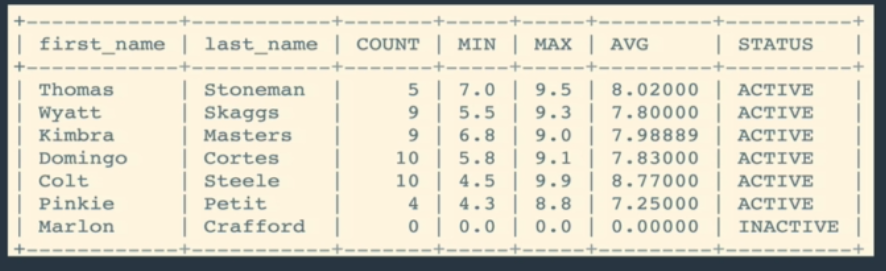 +------------+-----------+-------+-----+-----+---------+----------+
| first_name | last_name | COUNT | MIN | MAX | AVG | STATUS |
+------------+-----------+-------+-----+-----+---------+----------+
| Thomas | Stoneman | 5 | 7.0 | 9.5 | 8.02000 | ACTIVE |
| Wyatt | Skaggs | 9 | 5.5 | 9.3 | 7.80000 | ACTIVE |
| Kimbra | Masters | 9 | 6.8 | 9.0 | 7.98889 | ACTIVE |
| Domingo | Cortes | 10 | 5.8 | 9.1 | 7.83000 | ACTIVE |
| Colt | Steele | 10 | 4.5 | 9.9 | 8.77000 | ACTIVE |
| Pinkie | Petit | 4 | 4.3 | 8.8 | 7.25000 | ACTIVE |
| Marlon | Crafford | 0 | 0.0 | 0.0 | 0.00000 | INACTIVE |
+------------+-----------+-------+-----+-----+---------+----------+